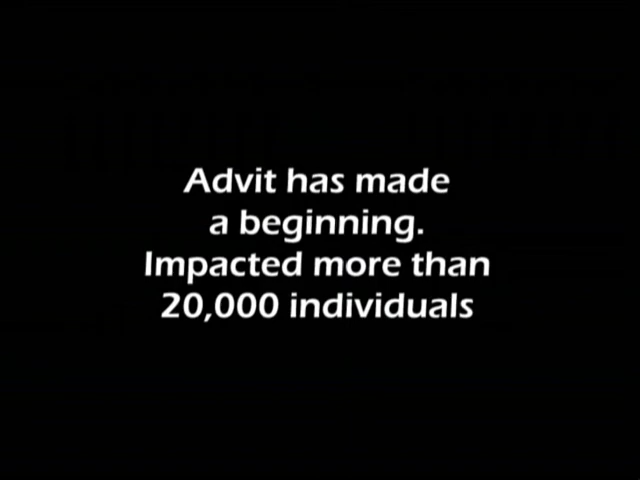 Advit has made
a beginning.
Impacted more than
20,000 individuals